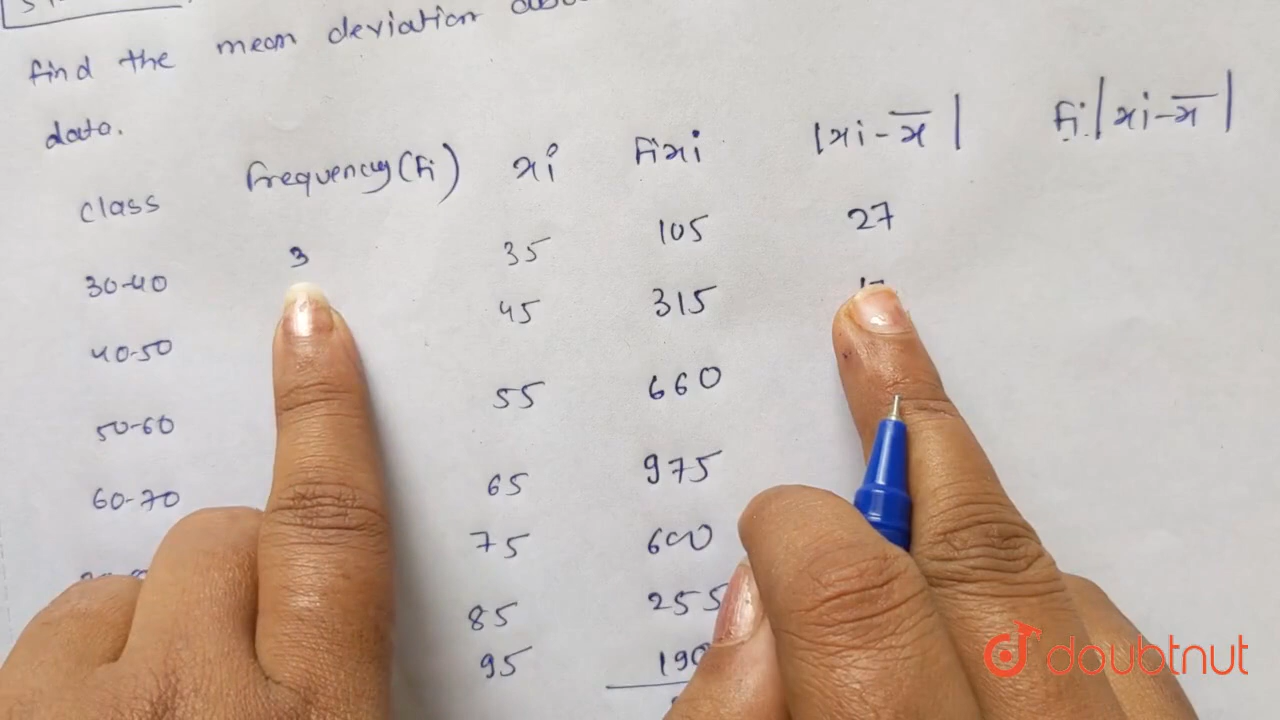 find the mean deviation
data.
class frequency(fi) xi fixi |xi-x̅| fi|xi-x̅|
30-40 3 35 105 27
40-50 45 315
50-60 55 660
60-70 65 975
75 600
85 255
95 190
doubtnut